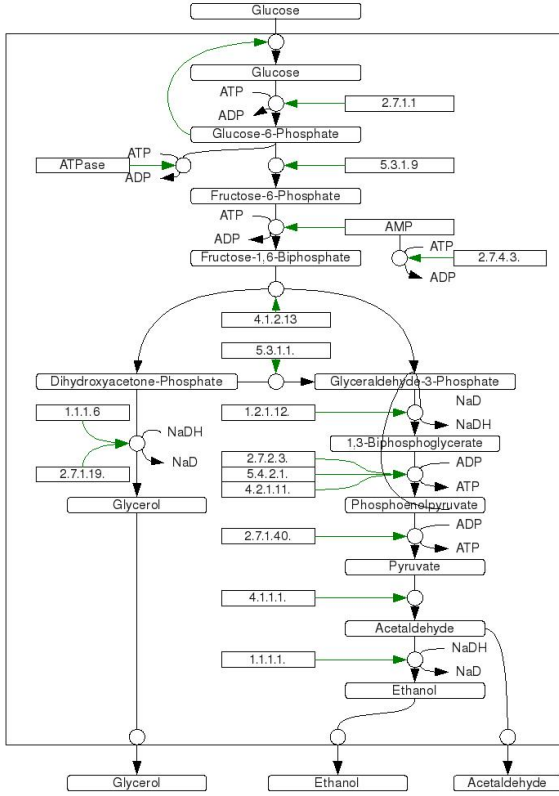 Glucose
Glucose
ATP
ADP
2.7.1.1
Glucose-6-Phosphate
ATPase
ATP
ADP
5.3.1.9
Fructose-6-Phosphate
ATP
ADP
AMP
Fructose-1,6-Biphosphate
ATP
ADP
2.7.4.3.
4.1.2.13
5.3.1.1.
Dihydroxyacetone-Phosphate
Glyceraldehyde-3-Phosphate
1.1.1.6
NaDH
NaD
2.7.1.19.
1.2.1.12.
NaD
NaDH
1,3-Biphosphoglycerate
2.7.2.3.
5.4.2.1.
4.2.1.11.
ADP
ATP
Glycerol
Phosphoenolpyruvate
2.7.1.40.
ADP
ATP
Pyruvate
4.1.1.1.
Acetaldehyde
1.1.1.1.
NaDH
NaD
Ethanol
Glycerol
Ethanol
Acetaldehyde